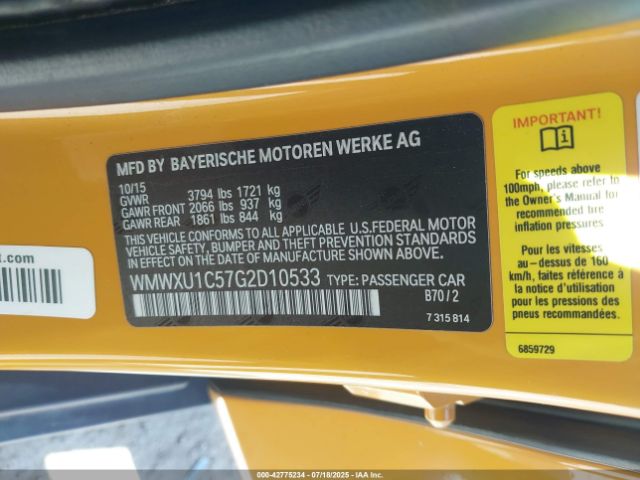 MFD BY BAYERISCHE MOTOREN WERKE AG
10/15
GVWR 3794 lbs 1721 kg
GAWR FRONT 2066 lbs 937 kg
GAWR REAR 1861 lbs 844 kg
THIS VEHICLE CONFORMS TO ALL APPLICABLE U.S.FEDERAL MOTOR
VEHICLE SAFETY, BUMPER AND THEFT PREVENTION STANDARDS
IN EFFECT ON THE DATE OF MANUFACTURE SHOWN ABOVE.
WMWXU1C57G2D10533 TYPE: PASSENGER CAR
B70/2
7 315 814
IMPORTANT!
For speeds above
100mph, please refer to
the Owner's Manual for
recommended tire
inflation pressures
Pour les vitesses
au-dessus de 160
km/h, faites référence à
la notice d'utilisation
pour les pressions des
pneus recommandées.
6859729
000-42775234 - 07/18/2025 - IAAI.COM